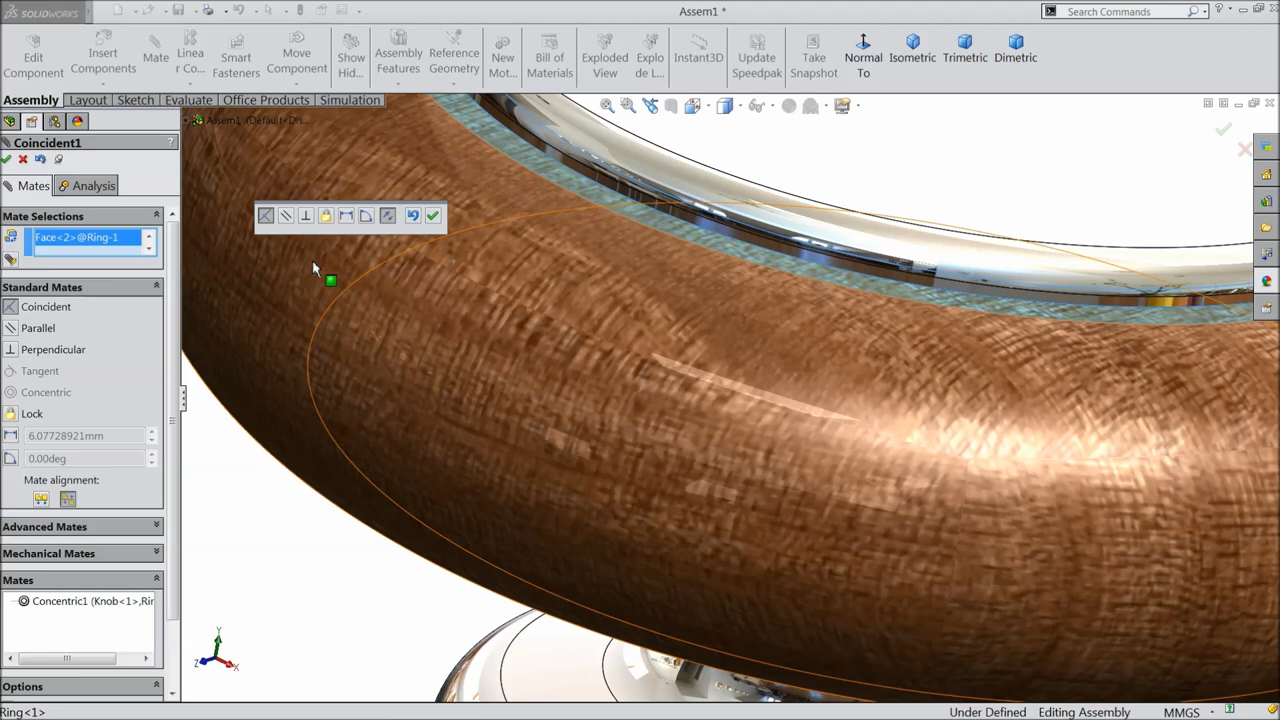 SOLIDWORKS
Assem1 *
Search Commands
Edit Component
Insert Components
Mate
Linea r Co...
Smart Fasteners
Move Component
Show Hid...
Assembly Features
Reference Geometry
New Mot...
Bill of Materials
Exploded View
Explo de L...
Instant3D
Update Speedpak
Take Snapshot
Normal To
Isometric
Trimetric
Dimetric
Assembly
Layout
Sketch
Evaluate
Office Products
Simulation
Assem1 (Default<Dis...
Coincident1
?
Mates
Analysis
Mate Selections
Face<2>@Ring-1
Standard Mates
Coincident
Parallel
Perpendicular
Tangent
Concentric
Lock
6.07728921mm
0.00deg
Mate alignment:
Advanced Mates
Mechanical Mates
Mates
Concentric1 (Knob<1>,Rir
Options
Y
Z
X
Ring<1>
Under Defined
Editing Assembly
MMGS